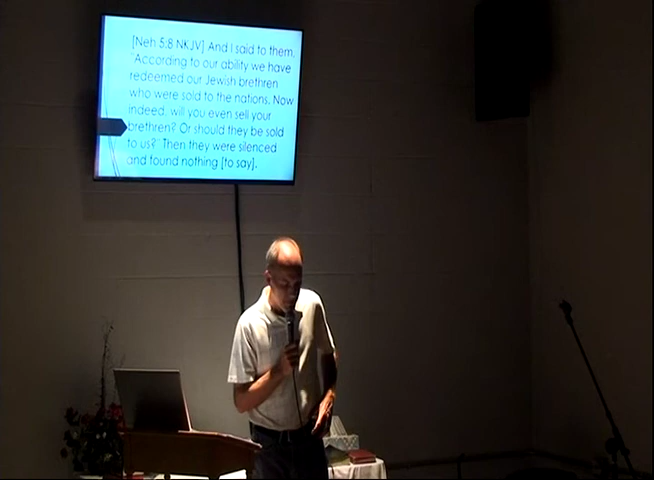 [Neh 5:8 NKJV] And I said to them,
"According to our ability we have
redeemed our Jewish brethren
who were sold to the nations. Now
indeed, will you even sell your
brethren? Or should they be sold
to us?" Then they were silenced
and found nothing [to say].